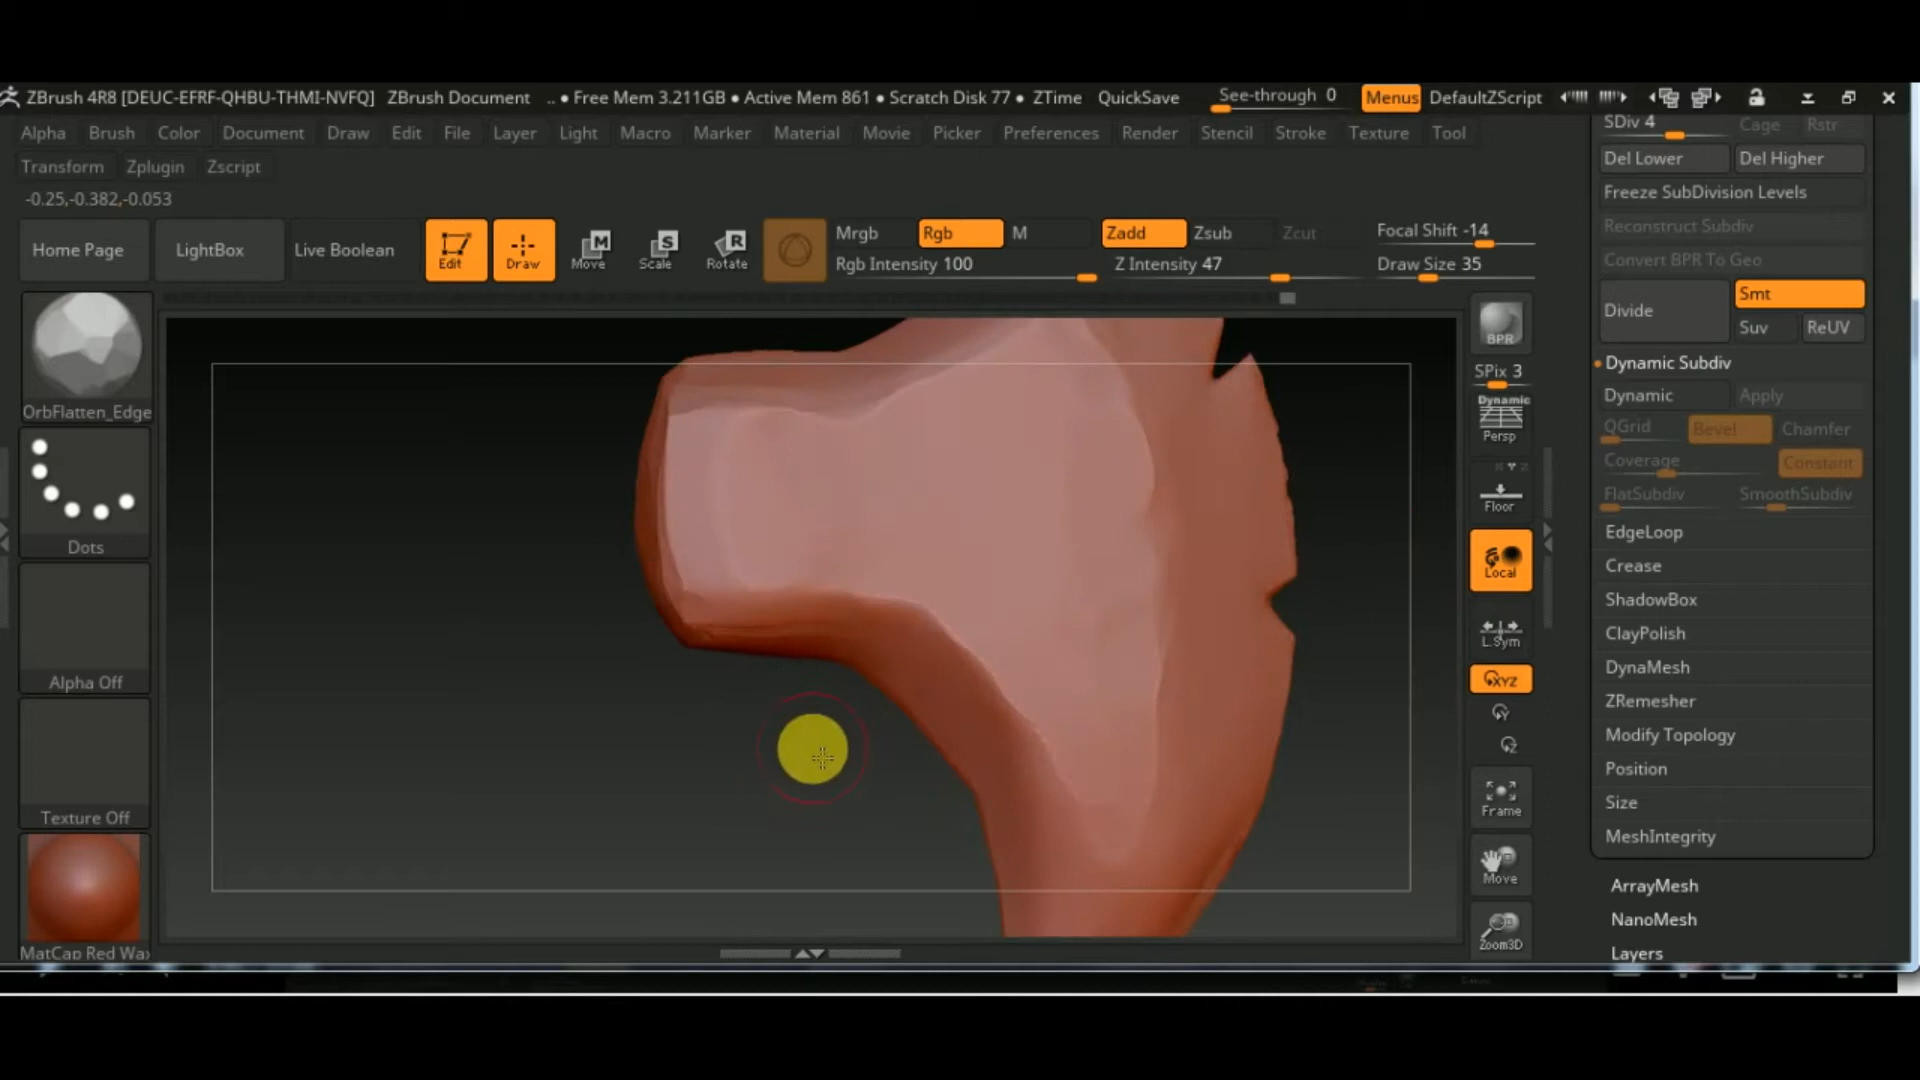 ZBrush 4R8 [DEUC-EFRF-QHBU-THMI-NVFQ] ZBrush Document .. • Free Mem 3.211GB • Active Mem 861 • Scratch Disk 77 • ZTime QuickSave See-through 0 Menus DefaultZScript
Alpha Brush Color Document Draw Edit File Layer Light Macro Marker Material Movie Picker Preferences Render Stencil Stroke Texture Tool
Transform Zplugin Zscript
-0.25,-0.382,-0.053
Home Page LightBox Live Boolean Edit Draw Move Scale Rotate
M S R
Mrgb Rgb M Zadd Zsub Zcut Focal Shift -14
Rgb Intensity 100 Z Intensity 47 Draw Size 35
OrbFlatten_Edge
Dots
Alpha Off
Texture Off
MatCap Red Wax
BPR
SPix 3
Dynamic
Persp
Floor
Local
L.Sym
XYZ
Y
Z
Frame
Move
Zoom3D
SDiv 4 Cage Rstr
Del Lower Del Higher
Freeze SubDivision Levels
Reconstruct Subdiv
Convert BPR To Geo
Divide Smt
Suv ReUV
Dynamic Subdiv
Dynamic Apply
QGrid Bevel Chamfer
Coverage Constant
FlatSubdiv SmoothSubdiv
EdgeLoop
Crease
ShadowBox
ClayPolish
DynaMesh
ZRemesher
Modify Topology
Position
Size
MeshIntegrity
ArrayMesh
NanoMesh
Layers